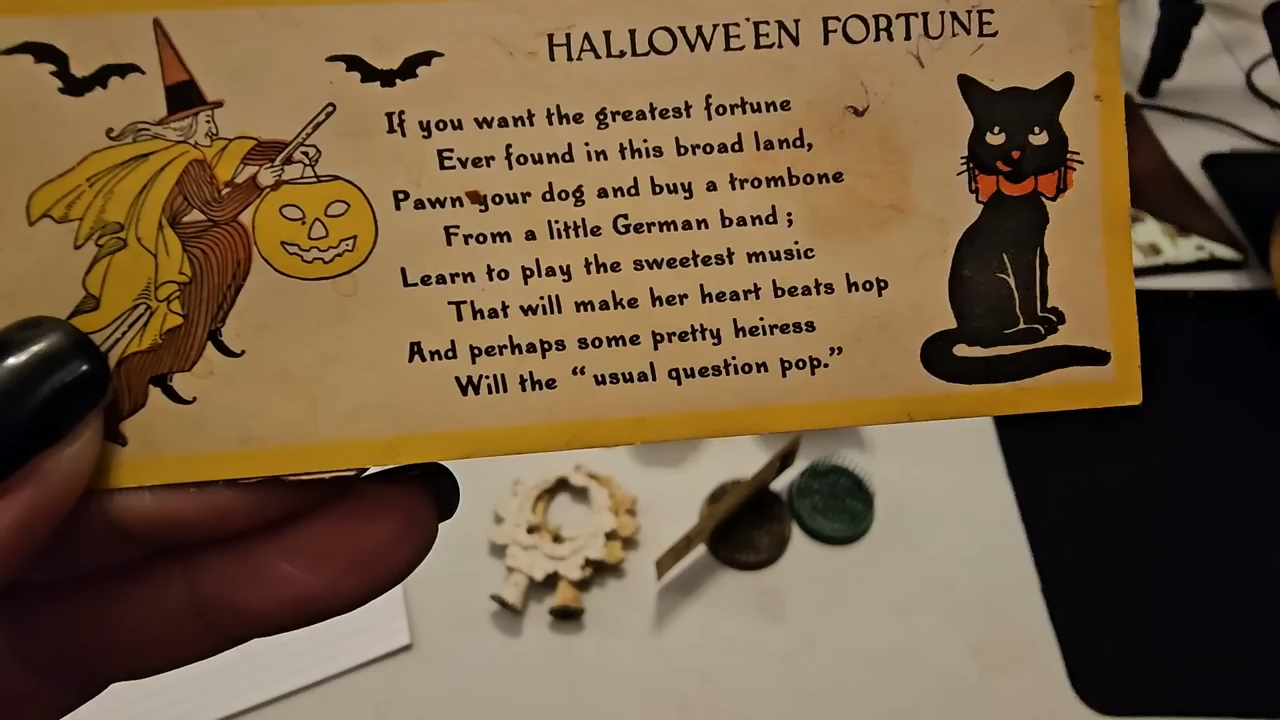 HALLOWE'EN FORTUNE
If you want the greatest fortune
Ever found in this broad land,
Pawn your dog and buy a trombone
From a little German band;
Learn to play the sweetest music
That will make her heart beats hop
And perhaps some pretty heiress
Will the “usual question pop.”